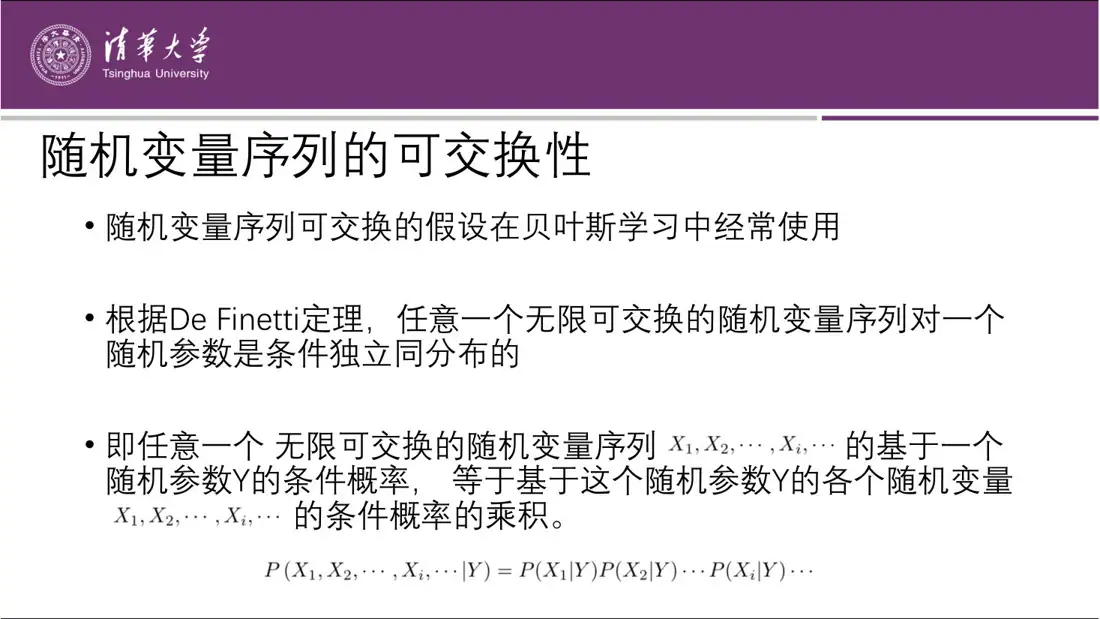 清华大学
Tsinghua University
随机变量序列的可交换性
• 随机变量序列可交换的假设在贝叶斯学习中经常使用
• 根据De Finetti定理，任意一个无限可交换的随机变量序列对一个
随机参数是条件独立同分布的
• 即任意一个 无限可交换的随机变量序列 X₁, X₂, ⋯ , Xᵢ, ⋯ 的基于一个
随机参数Y的条件概率， 等于基于这个随机参数Y的各个随机变量
X₁, X₂, ⋯ , Xᵢ, ⋯ 的条件概率的乘积。
P (X₁, X₂, ⋯ , Xᵢ, ⋯ |Y) = P(X₁|Y)P(X₂|Y) ⋯ P(Xᵢ|Y) ⋯